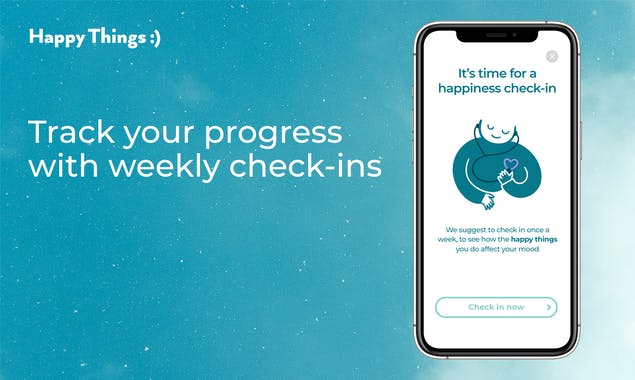 Happy Things :)
Track your progress
with weekly check-ins
It's time for a
happiness check-in
We suggest to check in once a
week, to see how the happy things
you do affect your mood
Check in now